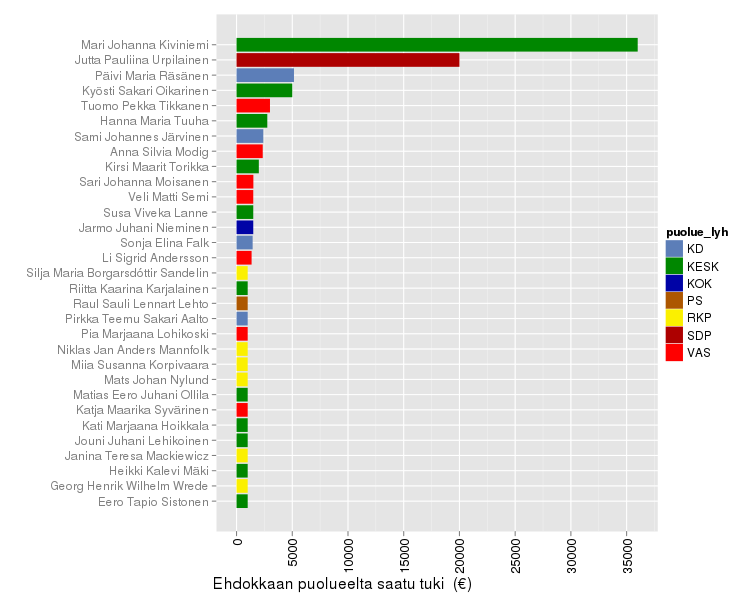 Mari Johanna Kiviniemi
Jutta Pauliina Urpilainen
Päivi Maria Räsänen
Kyösti Sakari Oikarinen
Tuomo Pekka Tikkanen
Hanna Maria Tuuha
Sami Johannes Järvinen
Anna Silvia Modig
Kirsi Maarit Torikka
Sari Johanna Moisanen
Veli Matti Semi
Susa Viveka Lanne
Jarmo Juhani Nieminen
Sonja Elina Falk
Li Sigrid Andersson
Silja Maria Borgarsdóttir Sandelin
Riitta Kaarina Karjalainen
Raul Sauli Lennart Lehto
Pirkka Teemu Sakari Aalto
Pia Marjaana Lohikoski
Niklas Jan Anders Mannfolk
Miia Susanna Korpivaara
Mats Johan Nylund
Matias Eero Juhani Ollila
Katja Maarika Syvärinen
Kati Marjaana Hoikkala
Jouni Juhani Lehikoinen
Janina Teresa Mackiewicz
Heikki Kalevi Mäki
Georg Henrik Wilhelm Wrede
Eero Tapio Sistonen
0
5000
10000
15000
20000
25000
30000
35000
Ehdokkaan puolueelta saatu tuki (€)
puolue_lyh
KD
KESK
KOK
PS
RKP
SDP
VAS